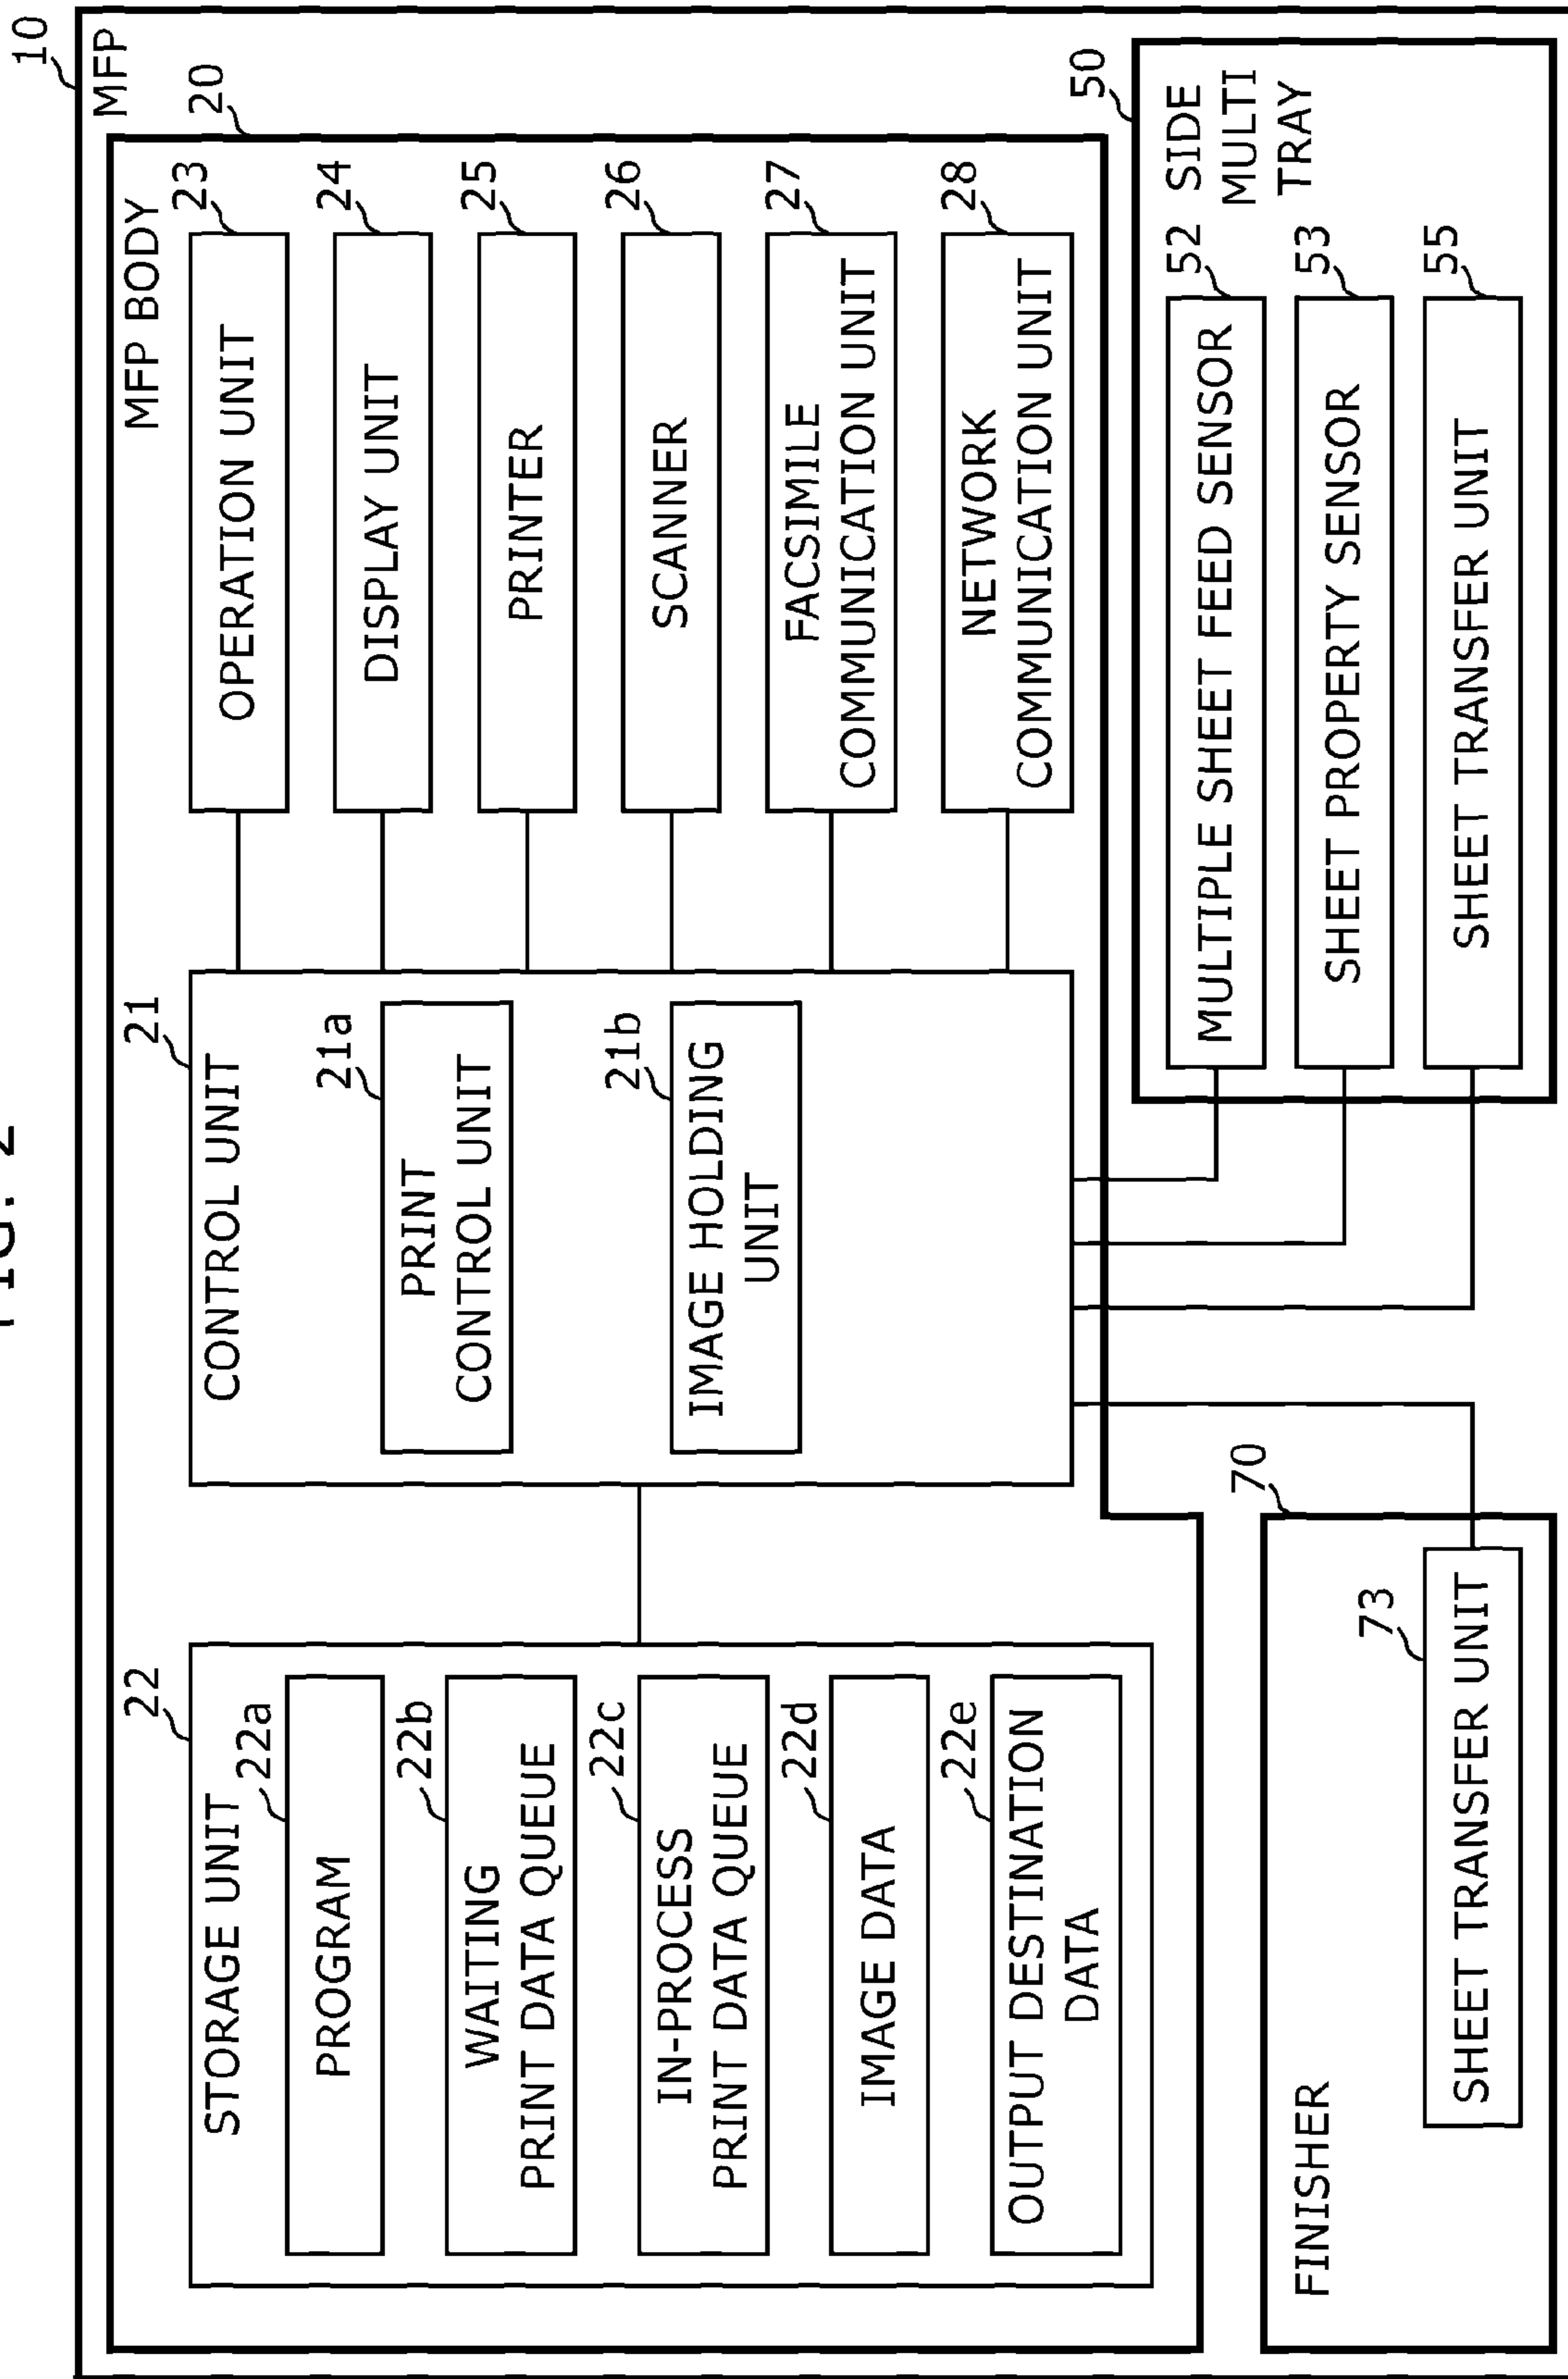 FIG. 2
10
MFP
20
MFP BODY
22
STORAGE UNIT
22a
PROGRAM
22b
WAITING
PRINT DATA QUEUE
22c
IN-PROCESS
PRINT DATA QUEUE
22d
IMAGE DATA
22e
OUTPUT DESTINATION
DATA
21
CONTROL UNIT
21a
PRINT
CONTROL UNIT
21b
IMAGE HOLDING
UNIT
23
OPERATION UNIT
24
DISPLAY UNIT
25
PRINTER
26
SCANNER
27
FACSIMILE
COMMUNICATION UNIT
28
NETWORK
COMMUNICATION UNIT
70
FINISHER
73
SHEET TRANSFER UNIT
50
SIDE
MULTI
TRAY
52
MULTIPLE SHEET FEED SENSOR
53
SHEET PROPERTY SENSOR
55
SHEET TRANSFER UNIT